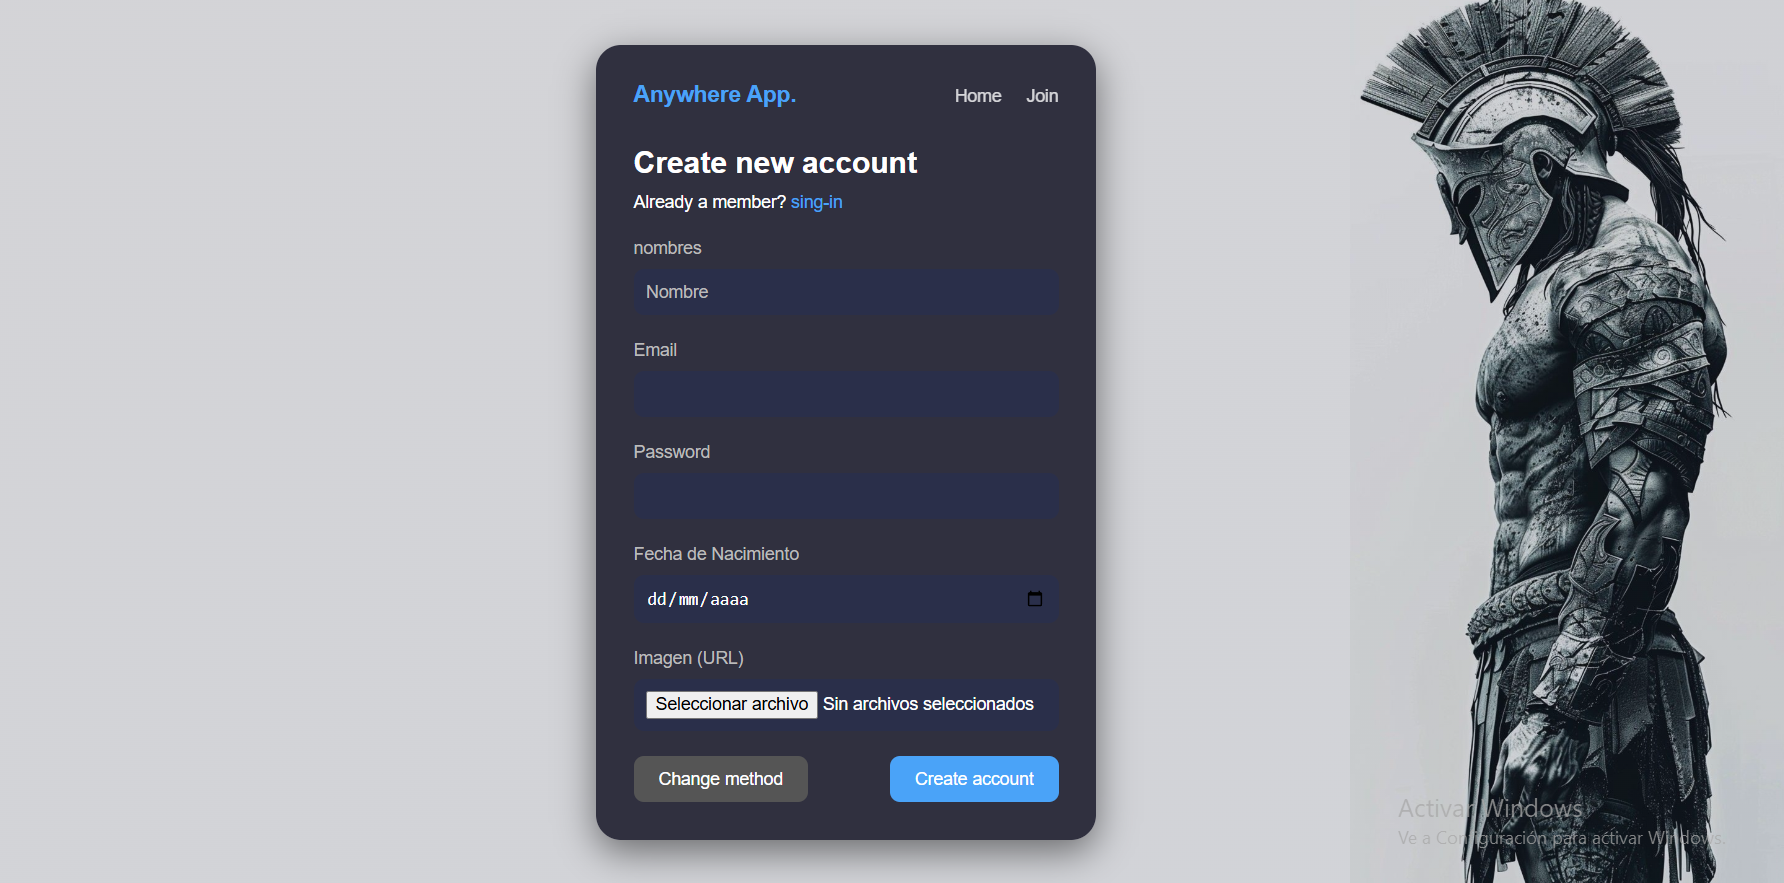 Anywhere App.
Home
Join
Create new account
Already a member? sing-in
nombres
Nombre
Email
Password
Fecha de Nacimiento
dd/mm/aaaa
Imagen (URL)
Seleccionar archivo Sin archivos seleccionados
Change method
Create account
Activar Windows
Ve a Configuración para activar Windows.